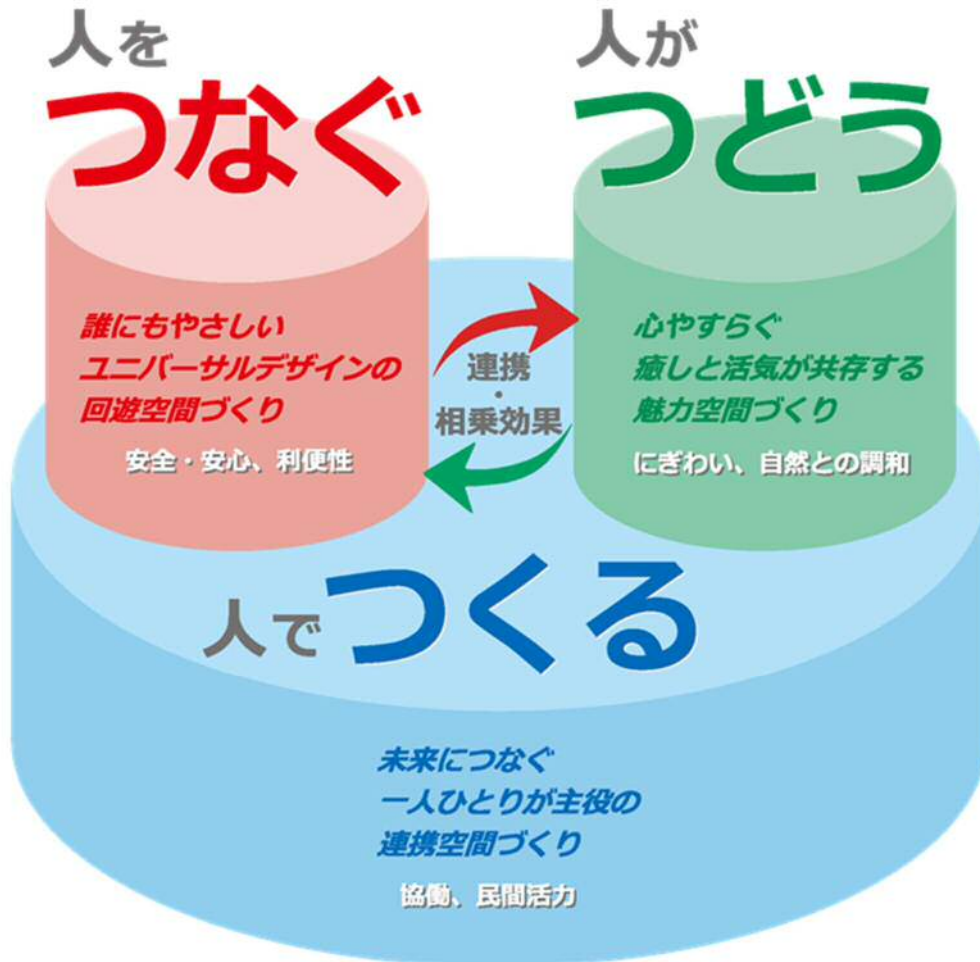 人を
つなぐ
人が
つどう
誰にもやさしい
ユニバーサルデザインの
回遊空間づくり
安全・安心、利便性
連携
・
相乗効果
心やすらぐ
癒しと活気が共存する
魅力空間づくり
にぎわい、自然との調和
人でつくる
未来につなぐ
一人ひとりが主役の
連携空間づくり
協働、民間活力